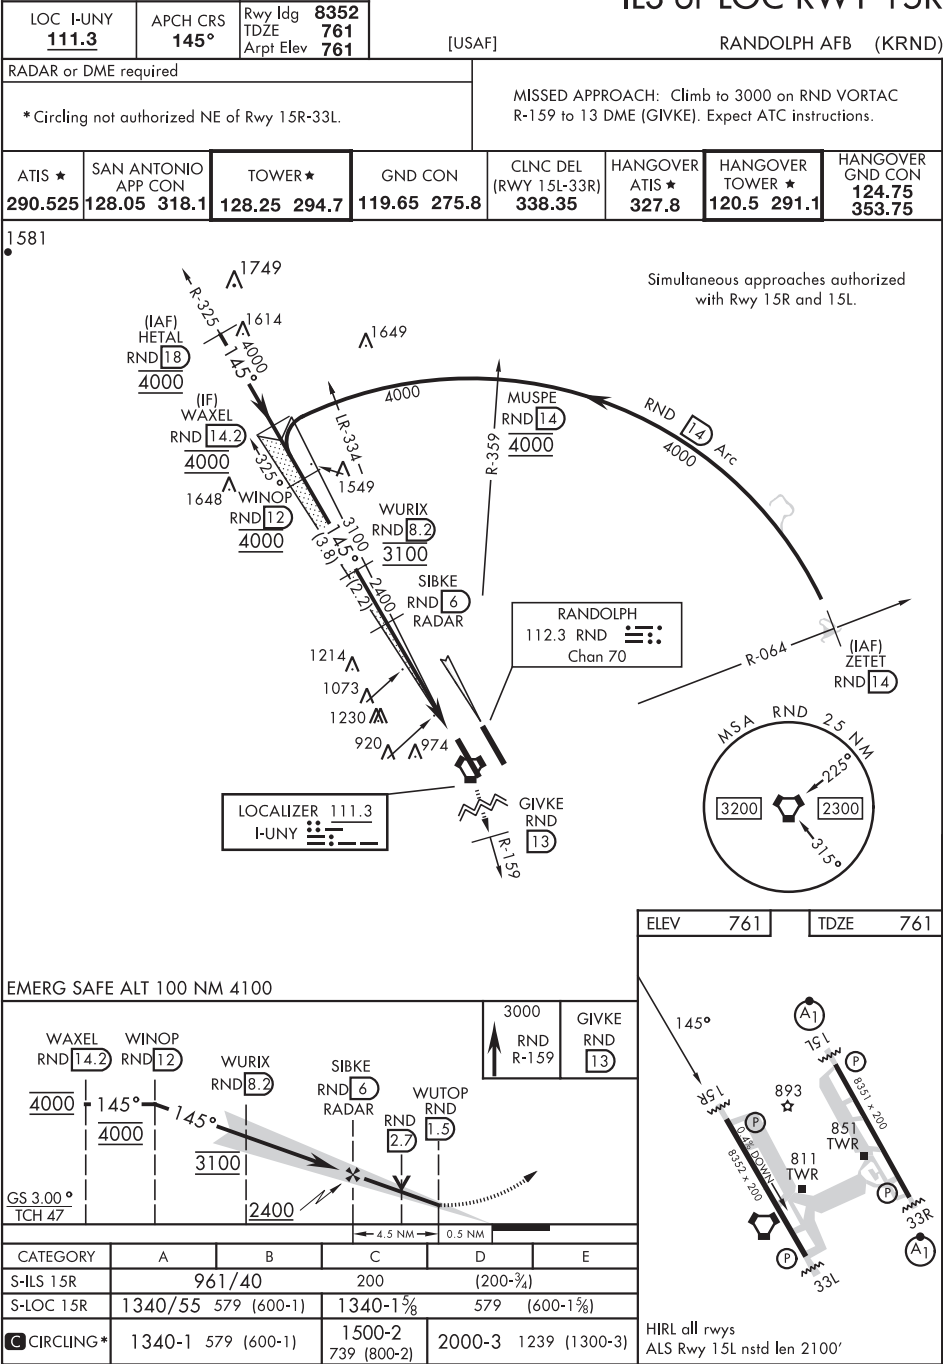 ILS or LOC RWY 15R
LOC I-UNY
111.3
APCH CRS
145°
Rwy ldg 8352
TDZE 761
Arpt Elev 761
[USAF]
RANDOLPH AFB (KRND)
RADAR or DME required
* Circling not authorized NE of Rwy 15R-33L.
MISSED APPROACH: Climb to 3000 on RND VORTAC
R-159 to 13 DME (GIVKE). Expect ATC instructions.
ATIS ★
290.525
SAN ANTONIO
APP CON
128.05 318.1
TOWER★
128.25 294.7
GND CON
119.65 275.8
CLNC DEL
(RWY 15L-33R)
338.35
HANGOVER
ATIS ★
327.8
HANGOVER
TOWER ★
120.5 291.1
HANGOVER
GND CON
124.75
353.75
1581
1749
Simultaneous approaches authorized
with Rwy 15R and 15L.
R-325
1614
1649
(IAF)
HETAL
RND 18
4000
4000
145°
(IF)
WAXEL
RND 14.2
4000
4000
MUSPE
RND 14
4000
RND 14 Arc
4000
LR-334
R-359
325°
1549
1648
WINOP
RND 12
4000
WURIX
RND 8.2
3100
3100
145°
(3.8)
2400
(2.2)
SIBKE
RND 6
RADAR
RANDOLPH
112.3 RND
Chan 70
R-064
(IAF)
ZETET
RND 14
1214
1073
1230
920
974
MSA RND 25 NM
225°
3200
2300
315°
LOCALIZER 111.3
I-UNY
GIVKE
RND
13
R-159
ELEV 761
TDZE 761
EMERG SAFE ALT 100 NM 4100
3000
RND
R-159
GIVKE
RND
13
WAXEL
RND 14.2
WINOP
RND 12
WURIX
RND 8.2
SIBKE
RND 6
RADAR
RND
2.7
WUTOP
RND
1.5
4000
145°
4000
145°
3100
2400
GS 3.00°
TCH 47
4.5 NM
0.5 NM
145°
A1
15L
P
15R
893
8351 x 200
P
0.4% DOWN
8352 x 200
851
TWR
811
TWR
P
33R
A1
P
33L
HIRL all rwys
ALS Rwy 15L nstd len 2100'
CATEGORY A B C D E
S-ILS 15R 961/40 200 (200-¾)
S-LOC 15R 1340/55 579 (600-1) 1340-1⅝ 579 (600-1⅝)
C CIRCLING* 1340-1 579 (600-1) 1500-2 739 (800-2) 2000-3 1239 (1300-3)